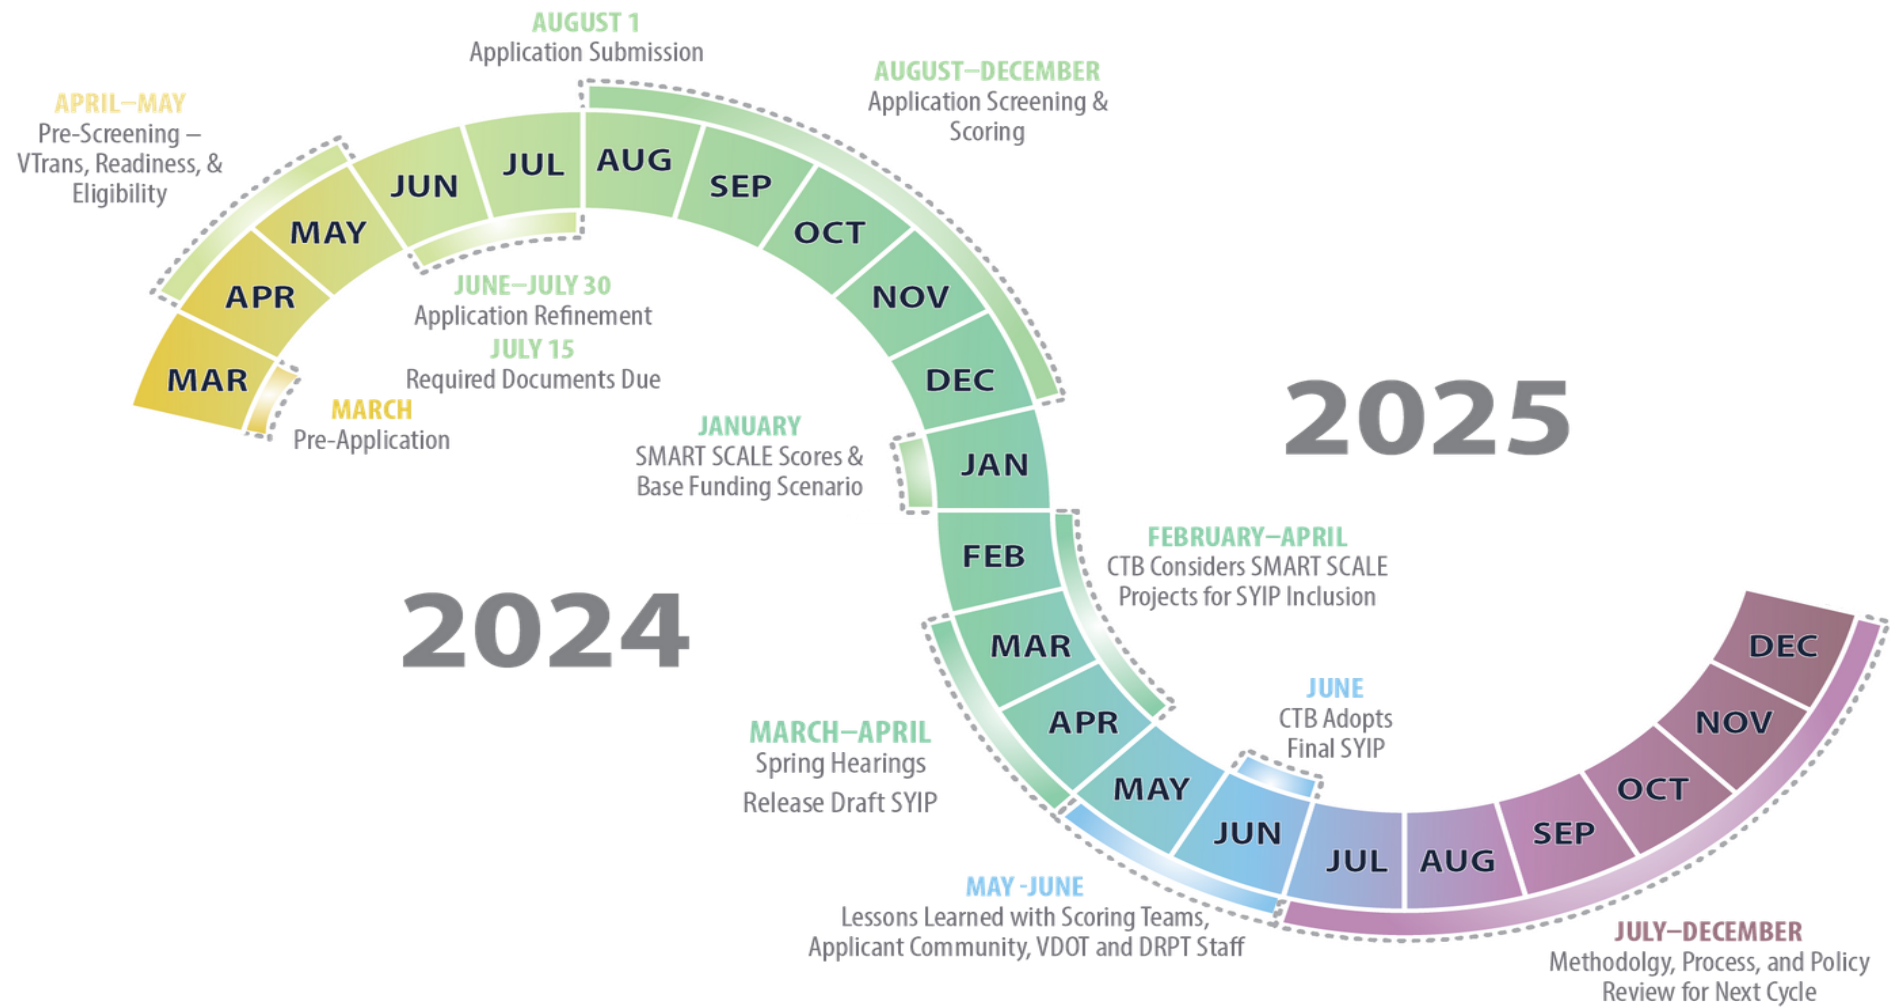 AUGUST 1
Application Submission
AUGUST–DECEMBER
Application Screening &
Scoring
APRIL–MAY
Pre-Screening –
VTrans, Readiness, &
Eligibility
MAR
APR
MAY
JUN
JUL
AUG
SEP
OCT
NOV
DEC
JUNE–JULY 30
Application Refinement
JULY 15
Required Documents Due
MARCH
Pre-Application
2024
2025
JANUARY
SMART SCALE Scores &
Base Funding Scenario
JAN
FEB
MAR
APR
MAY
JUN
JUL
AUG
SEP
OCT
NOV
DEC
FEBRUARY–APRIL
CTB Considers SMART SCALE
Projects for SYIP Inclusion
MARCH–APRIL
Spring Hearings
Release Draft SYIP
JUNE
CTB Adopts
Final SYIP
MAY -JUNE
Lessons Learned with Scoring Teams,
Applicant Community, VDOT and DRPT Staff
JULY–DECEMBER
Methodolgy, Process, and Policy
Review for Next Cycle